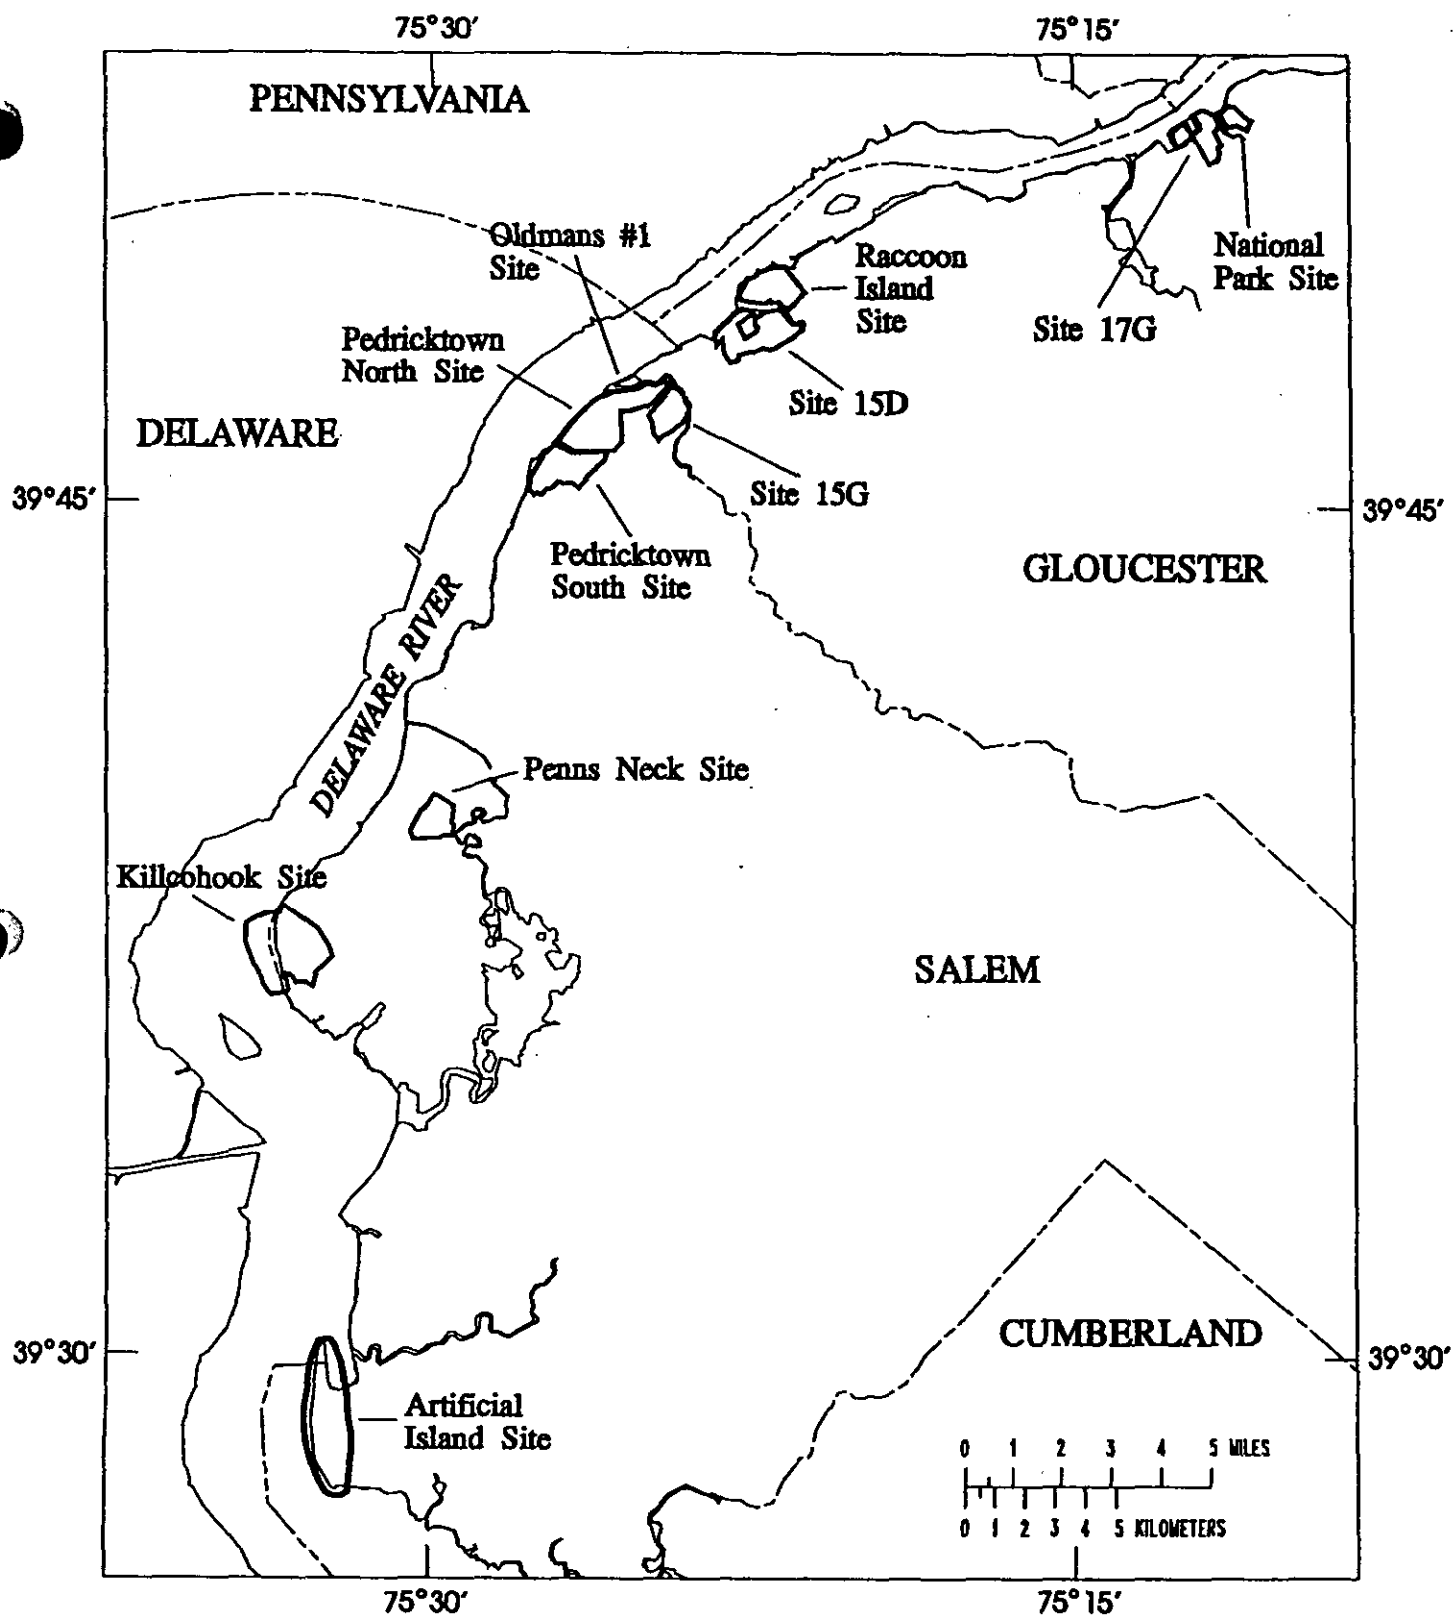 75°30′
75°15′
PENNSYLVANIA
Oldmans #1
Site
Raccoon
Island
Site
National
Park Site
Site 17G
Pedricktown
North Site
Site 15D
DELAWARE
39°45′
Site 15G
39°45′
Pedricktown
South Site
GLOUCESTER
DELAWARE RIVER
Penns Neck Site
Killcohook Site
SALEM
CUMBERLAND
39°30′
39°30′
Artificial
Island Site
0 1 2 3 4 5 MILES
0 1 2 3 4 5 KILOMETERS
75°30′
75°15′